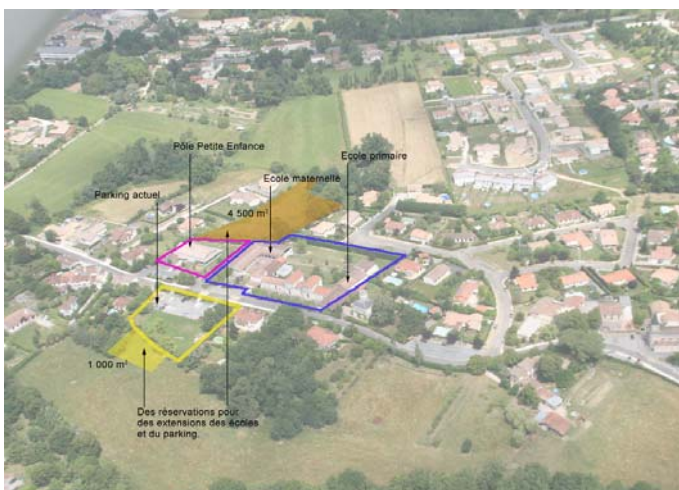 Pôle Petite Enfance
Ecole primaire
Ecole maternelle
Parking actuel
4 500 m²
1 000 m²
Des réservations pour
des extensions des écoles
et du parking.